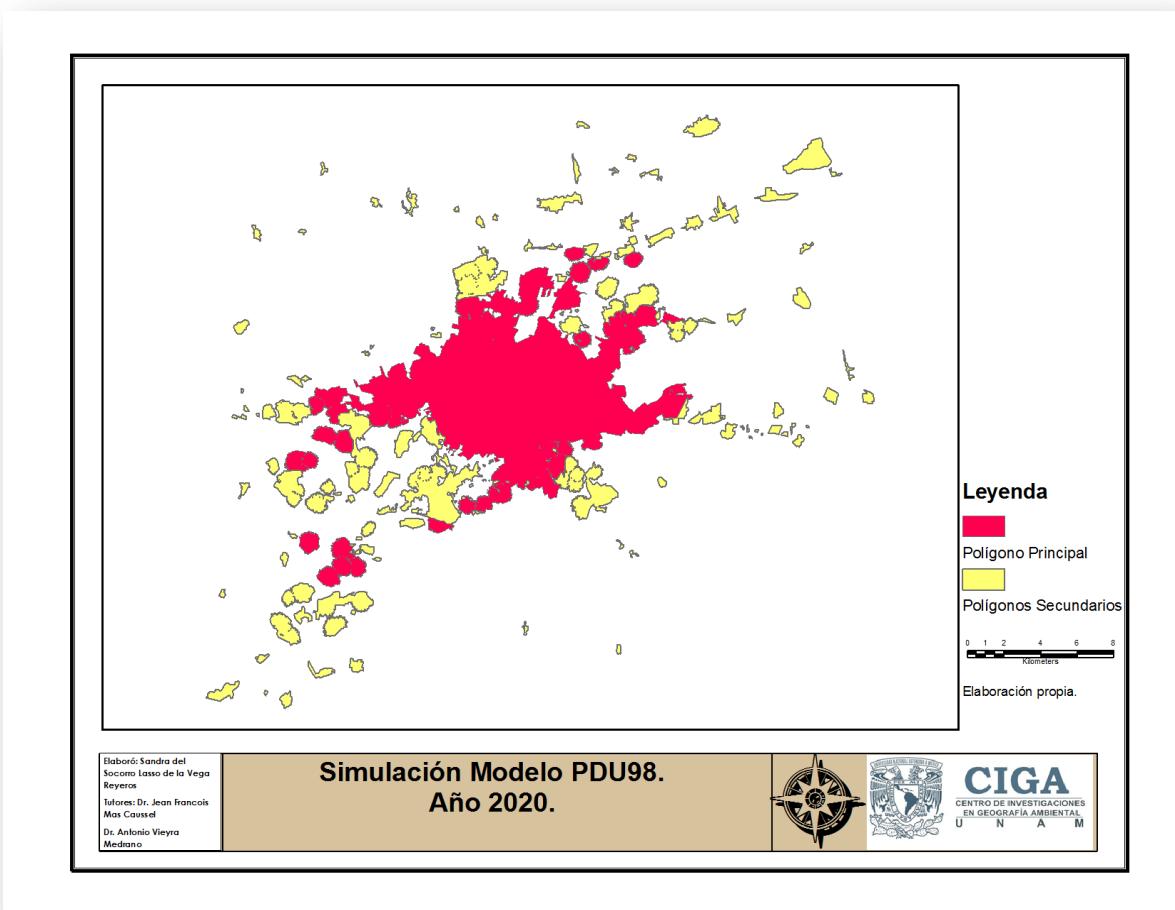 Leyenda
Polígono Principal
Polígonos Secundarios
0 1 2 4 6 8
Kilometers
Elaboración propia.
Elaboró: Sandra del
Socorro Lasso de la Vega
Reyeros
Tutores: Dr. Jean Francois
Mas Caussel
Dr. Antonio Vieyra
Medrano
Simulación Modelo PDU98.
Año 2020.
CIGA
CENTRO DE INVESTIGACIONES
EN GEOGRAFÍA AMBIENTAL
U N A M